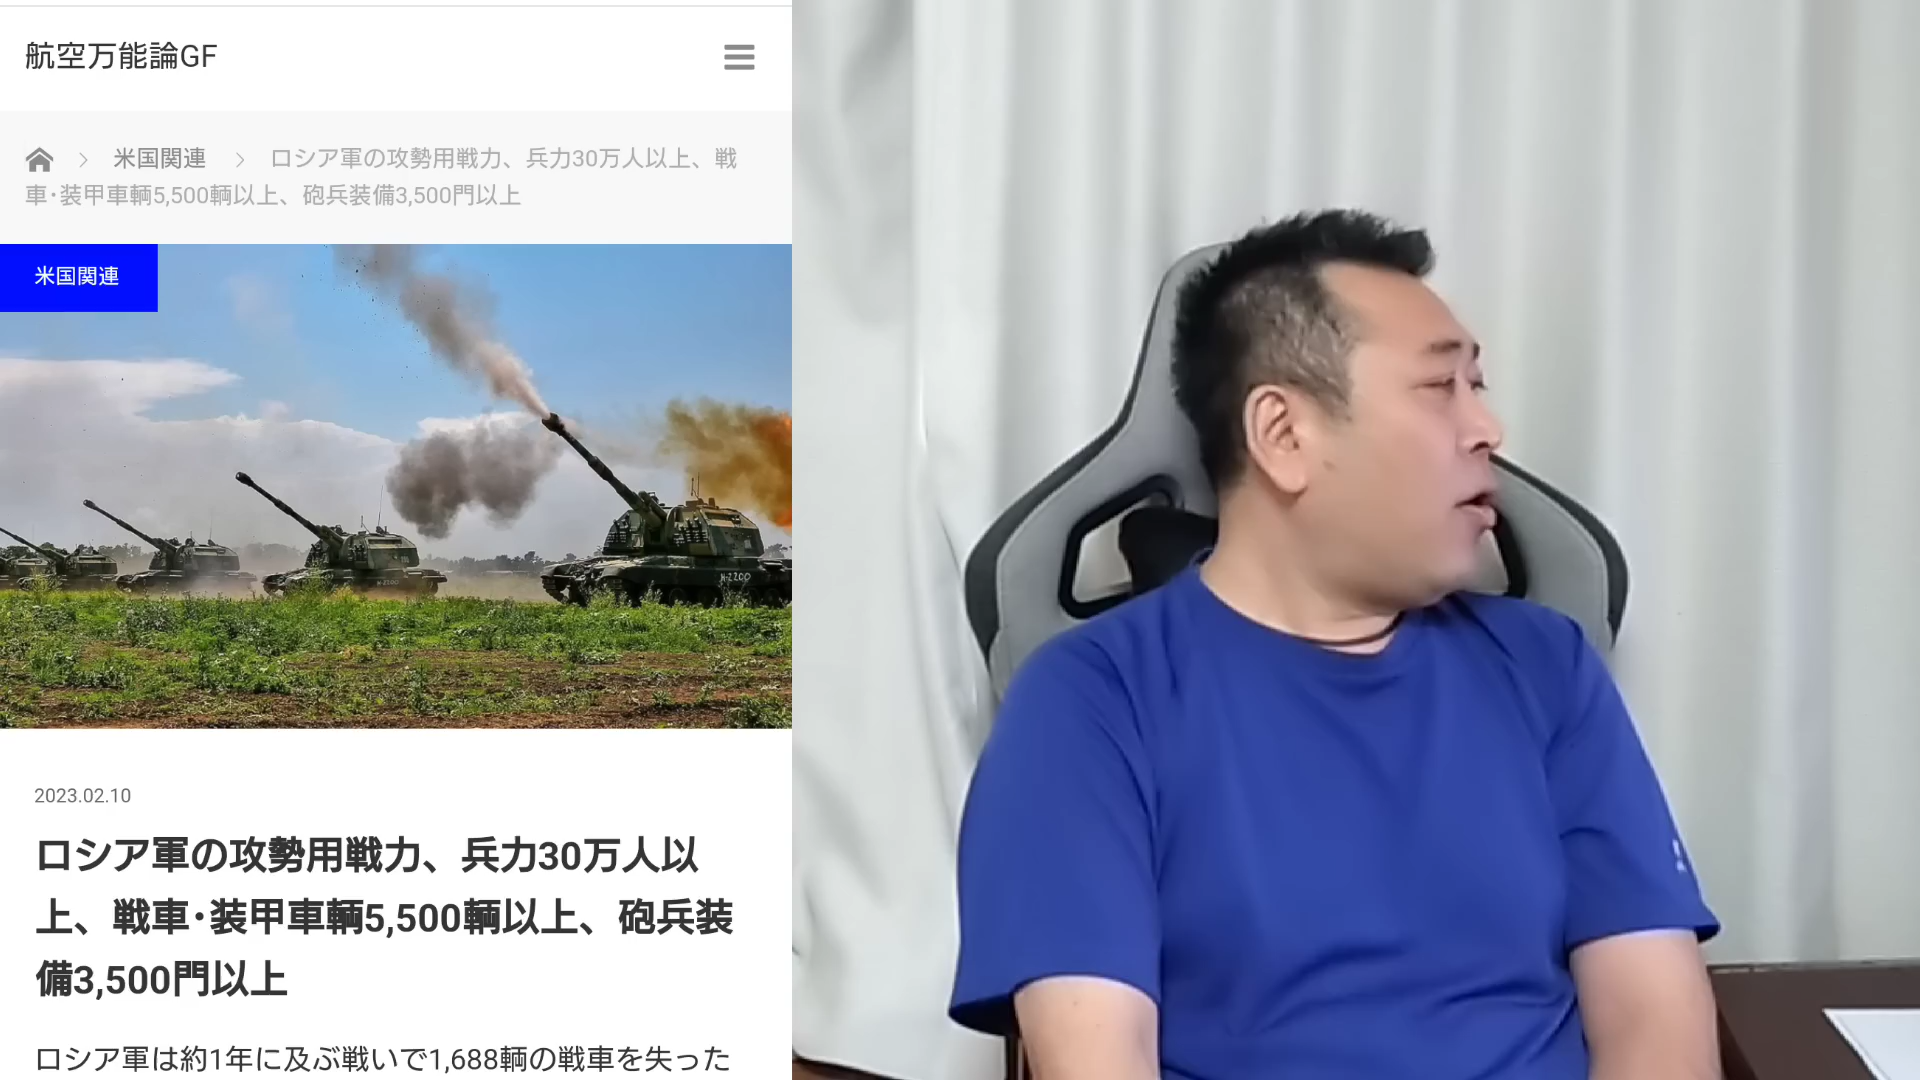 航空万能論GF
米国関連 ロシア軍の攻勢用戦力、兵力30万人以上、戦
車･装甲車輌5,500輌以上、砲兵装備3,500門以上
米国関連
2023.02.10
ロシア軍の攻勢用戦力、兵力30万人以
上、戦車･装甲車輌5,500輌以上、砲兵装
備3,500門以上
ロシア軍は約1年に及ぶ戦いで1,688輌の戦車を失った